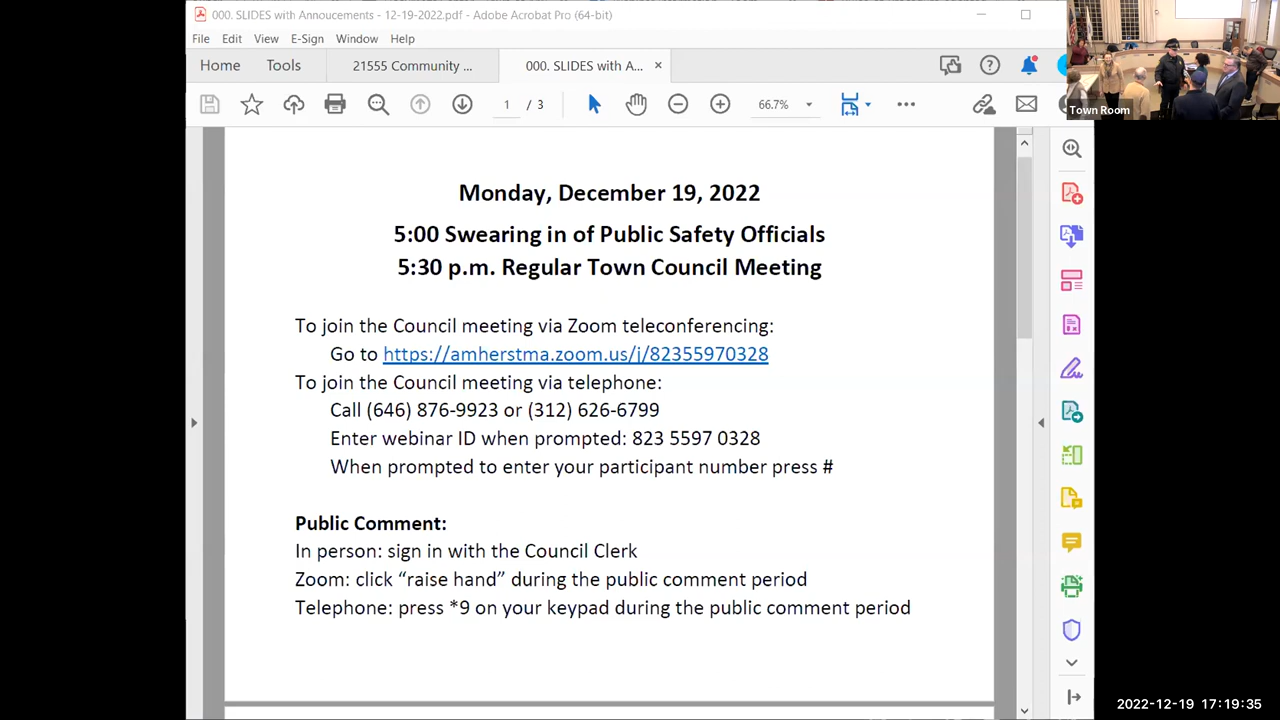 000. SLIDES with Annoucements - 12-19-2022.pdf - Adobe Acrobat Pro (64-bit)
File Edit View E-Sign Window Help
Home Tools 21555 Community ... 000. SLIDES with A... ×
1 / 3 66.7%
Town Room
Monday, December 19, 2022
5:00 Swearing in of Public Safety Officials
5:30 p.m. Regular Town Council Meeting
To join the Council meeting via Zoom teleconferencing:
Go to https://amherstma.zoom.us/j/82355970328
To join the Council meeting via telephone:
Call (646) 876-9923 or (312) 626-6799
Enter webinar ID when prompted: 823 5597 0328
When prompted to enter your participant number press #
Public Comment:
In person: sign in with the Council Clerk
Zoom: click “raise hand” during the public comment period
Telephone: press *9 on your keypad during the public comment period
2022-12-19 17:19:35